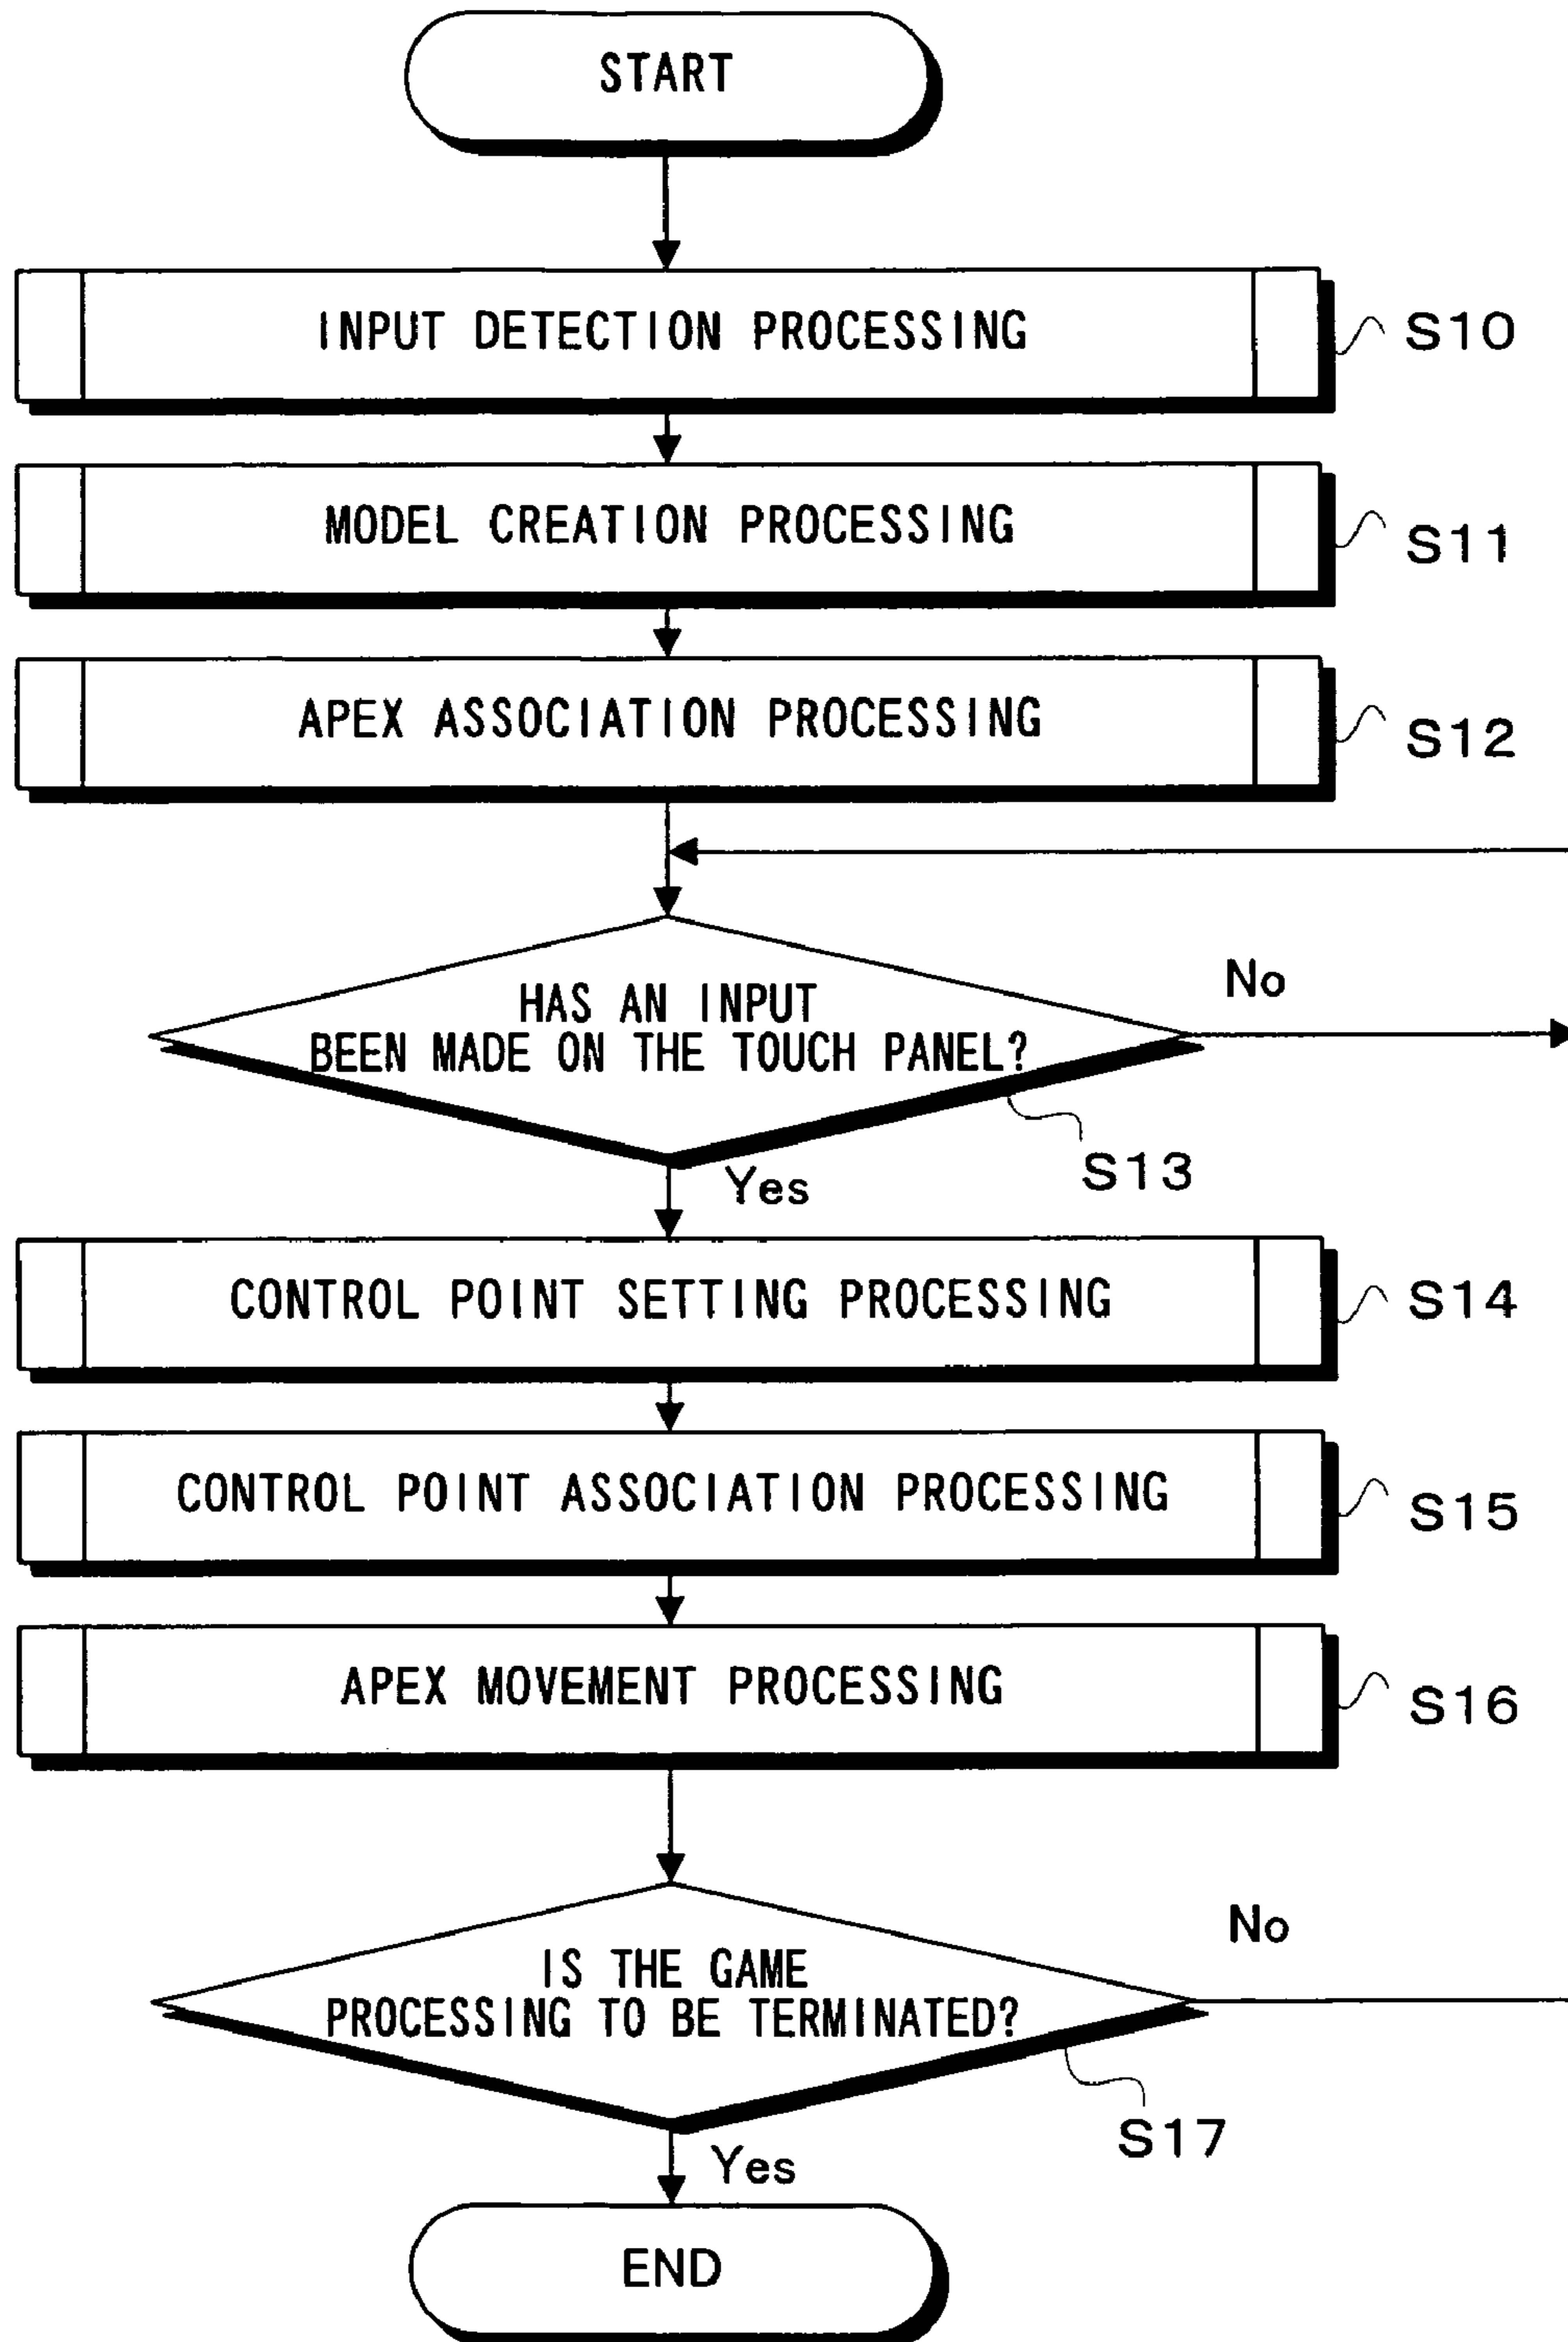 START
INPUT DETECTION PROCESSING
S10
MODEL CREATION PROCESSING
S11
APEX ASSOCIATION PROCESSING
S12
HAS AN INPUT
BEEN MADE ON THE TOUCH PANEL?
No
S13
Yes
CONTROL POINT SETTING PROCESSING
S14
CONTROL POINT ASSOCIATION PROCESSING
S15
APEX MOVEMENT PROCESSING
S16
IS THE GAME
PROCESSING TO BE TERMINATED?
No
S17
Yes
END